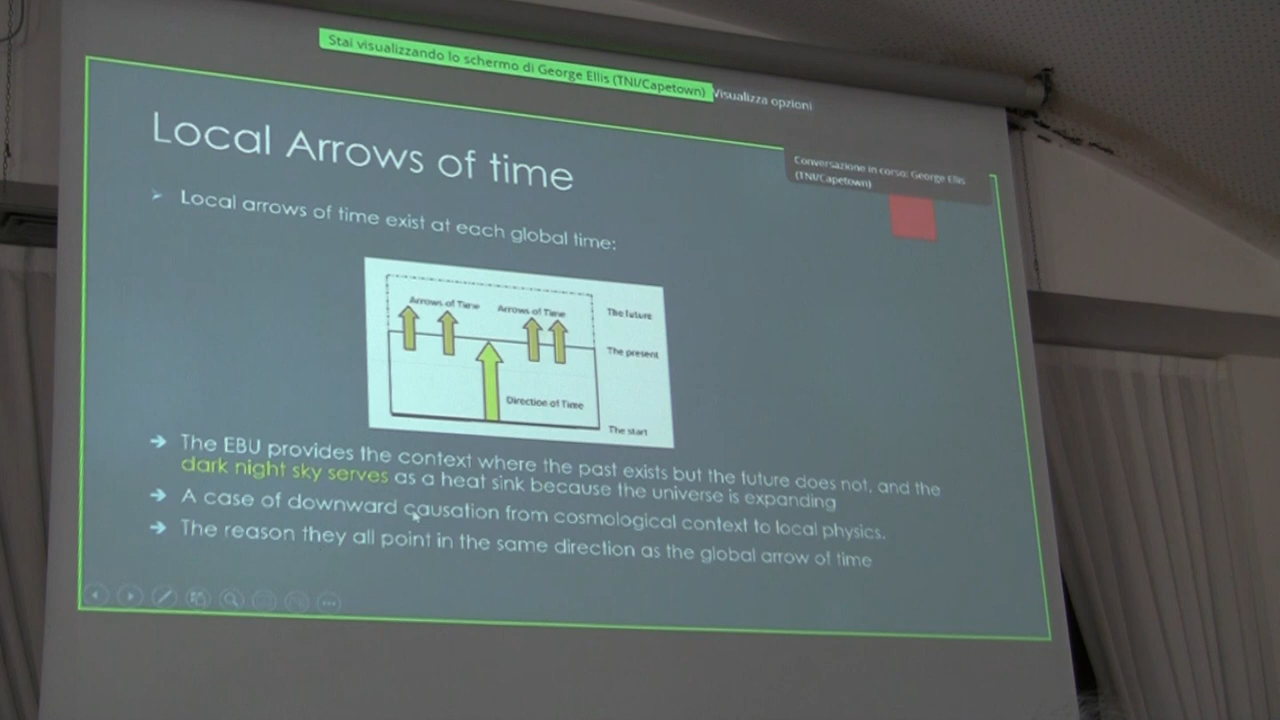 Stai visualizzando lo schermo di George Ellis (TNI/Capetown)
Visualizza opzioni
Conversazione in corso: George Ellis
(TNI/Capetown)
Local Arrows of time
Local arrows of time exist at each global time:
Arrows of Time
Arrows of Time
The future
The present
Direction of Time
The start
The EBU provides the context where the past exists but the future does not, and the
dark night sky serves as a heat sink because the universe is expanding
A case of downward causation from cosmological context to local physics.
The reason they all point in the same direction as the global arrow of time